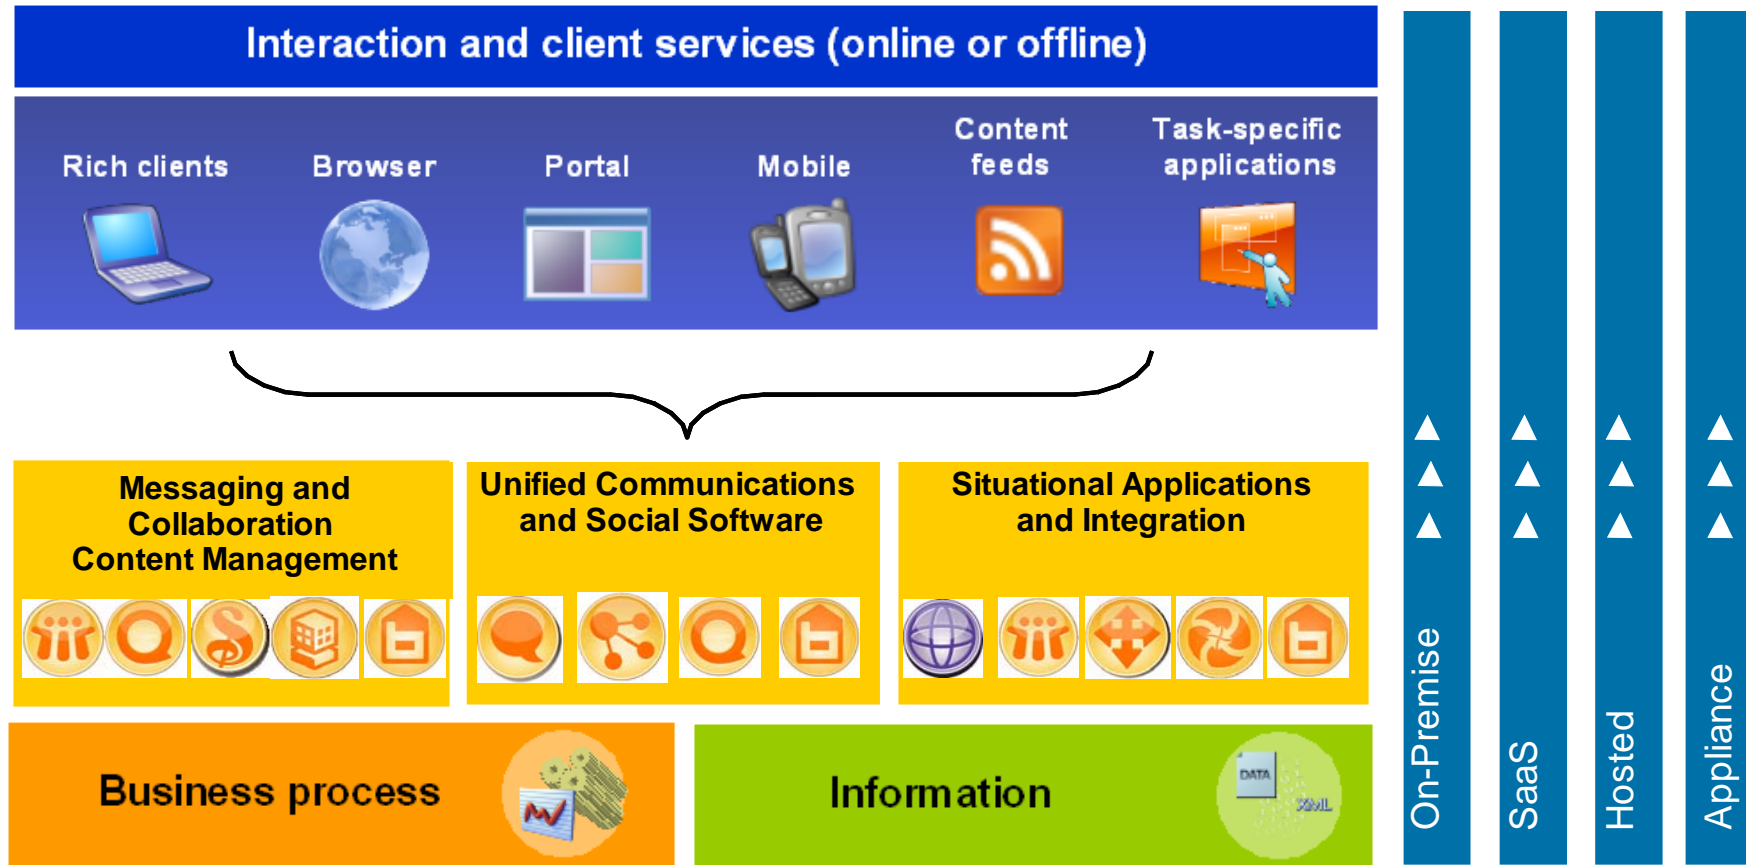 Interaction and client services (online or offline)
Rich clients
Browser
Portal
Mobile
Content
feeds
Task-specific
applications
Messaging and
Collaboration
Content Management
Unified Communications
and Social Software
Situational Applications
and Integration
Business process
Information
DATA
XML
On-Premise
SaaS
Hosted
Appliance